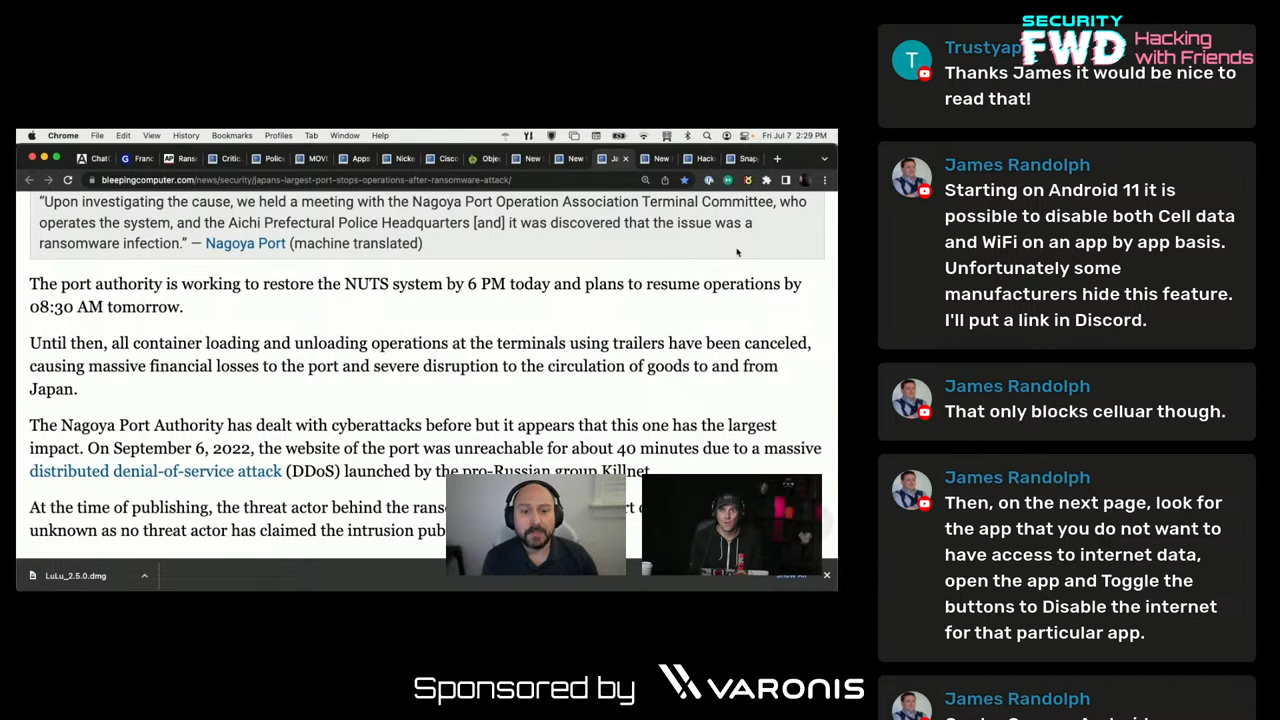 Chrome File Edit View History Bookmarks Profiles Tab Window Help Fri Jul 7 2:29 PM
ChatG Franc Rans Critic Police MOVE Apps Nicke Cisco Obje New New Ja New Hack Snap
bleepingcomputer.com/news/security/japans-largest-port-stops-operations-after-ransomware-attack/
“Upon investigating the cause, we held a meeting with the Nagoya Port Operation Association Terminal Committee, who
operates the system, and the Aichi Prefectural Police Headquarters [and] it was discovered that the issue was a
ransomware infection.” — Nagoya Port (machine translated)
The port authority is working to restore the NUTS system by 6 PM today and plans to resume operations by
08:30 AM tomorrow.
Until then, all container loading and unloading operations at the terminals using trailers have been canceled,
causing massive financial losses to the port and severe disruption to the circulation of goods to and from
Japan.
The Nagoya Port Authority has dealt with cyberattacks before but it appears that this one has the largest
impact. On September 6, 2022, the website of the port was unreachable for about 40 minutes due to a massive
distributed denial-of-service attack (DDoS) launched by the pro-Russian group Killnet.
At the time of publishing, the threat actor behind the
unknown as no threat actor has claimed the intrusion
LuLu_2.5.0.dmg
Sponsored by VARONIS
SECURITY
FWD Hacking
with Friends
T
Thanks James it would be nice to
read that!
James Randolph
Starting on Android 11 it is
possible to disable both Cell data
and WiFi on an app by app basis.
Unfortunately some
manufacturers hide this feature.
I'll put a link in Discord.
James Randolph
That only blocks celluar though.
James Randolph
Then, on the next page, look for
the app that you do not want to
have access to internet data,
open the app and Toggle the
buttons to Disable the internet
for that particular app.
James Randolph